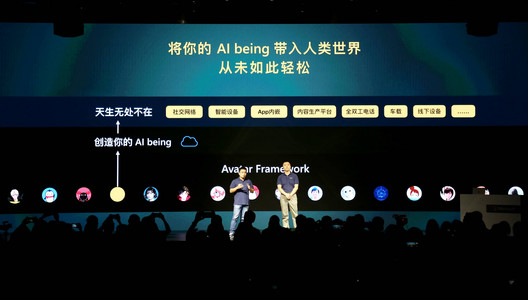 将你的 AI being 带入人类世界
从未如此轻松
天生无处不在
社交网络
智能设备
App内嵌
内容生产平台
全双工电话
车载
线下设备
......
创造你的 AI being
Avatar Framework